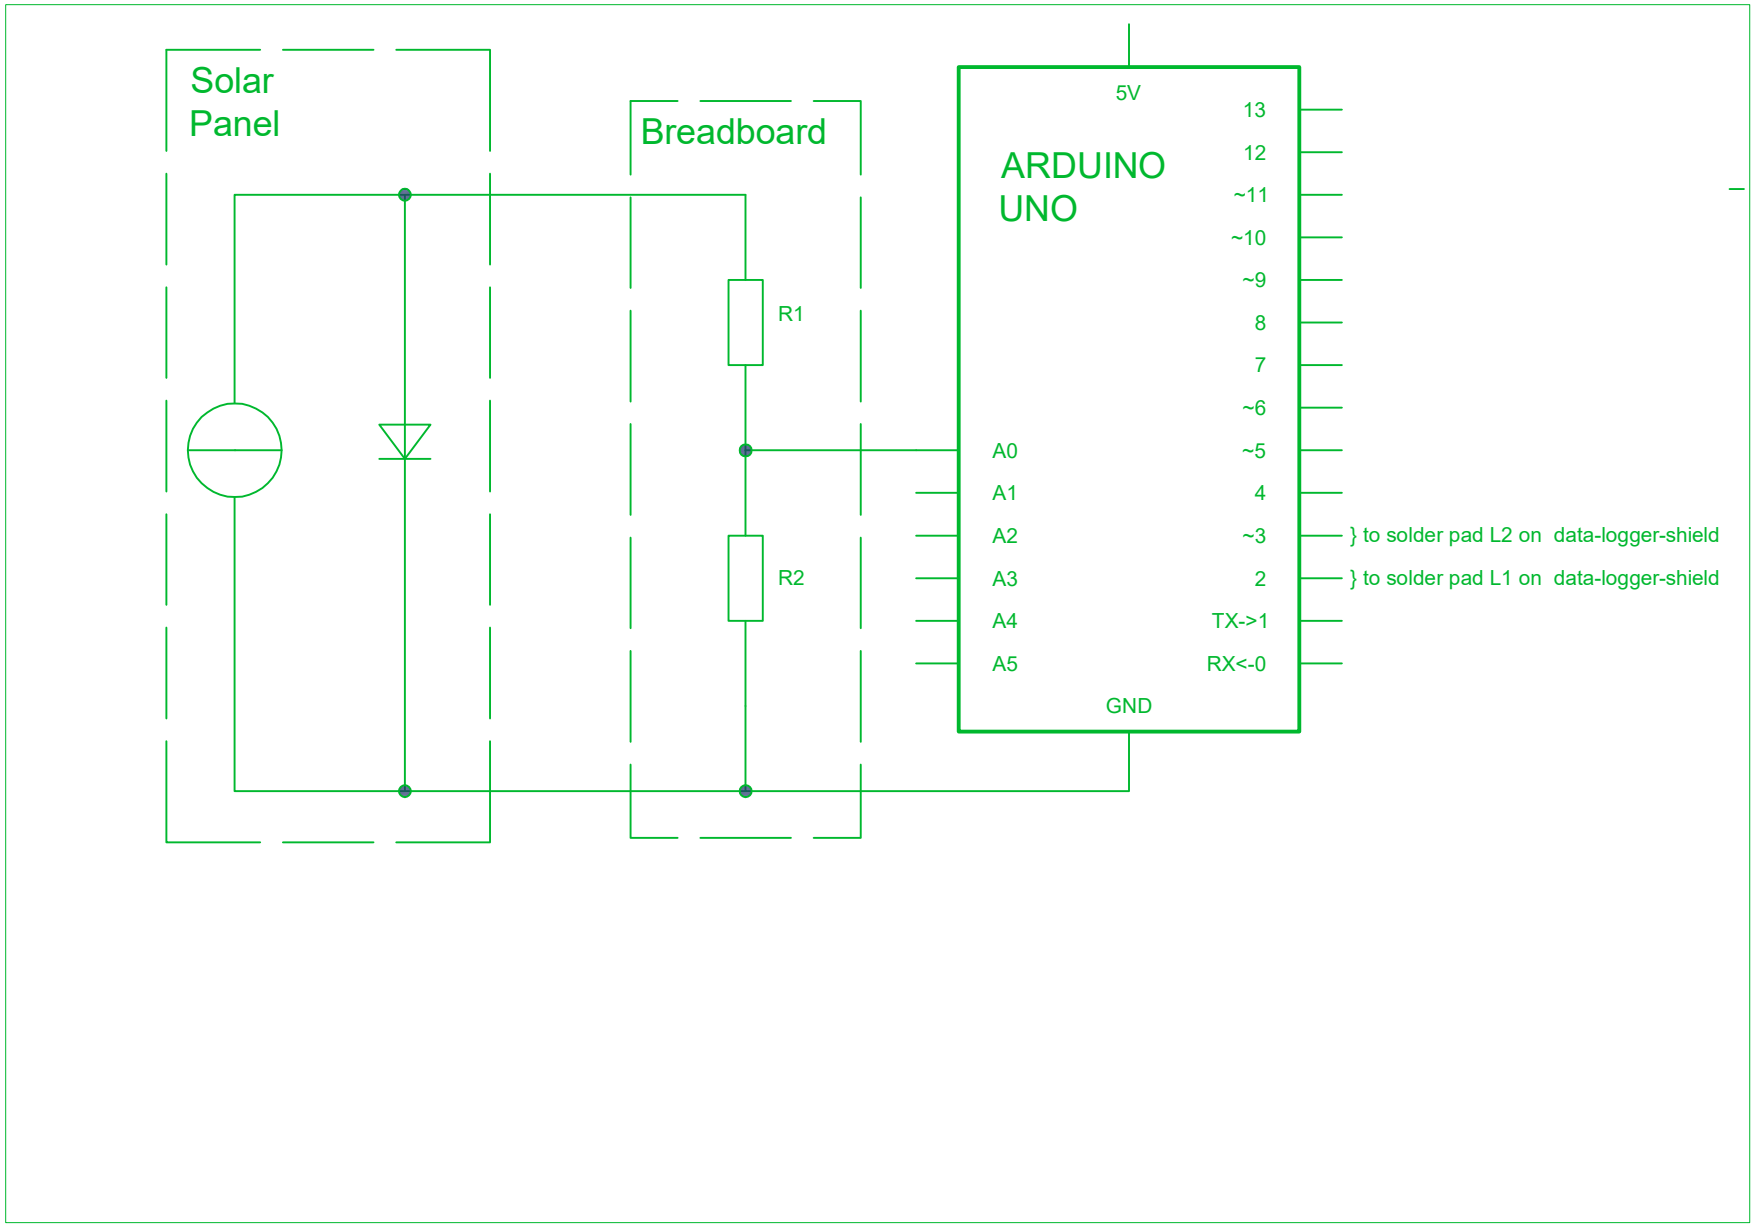 Solar
Panel
Breadboard
R1
R2
ARDUINO
UNO
5V
A0
A1
A2
A3
A4
A5
GND
13
12
~11
~10
~9
8
7
~6
~5
4
~3 } to solder pad L2 on data-logger-shield
2 } to solder pad L1 on data-logger-shield
TX->1
RX<-0